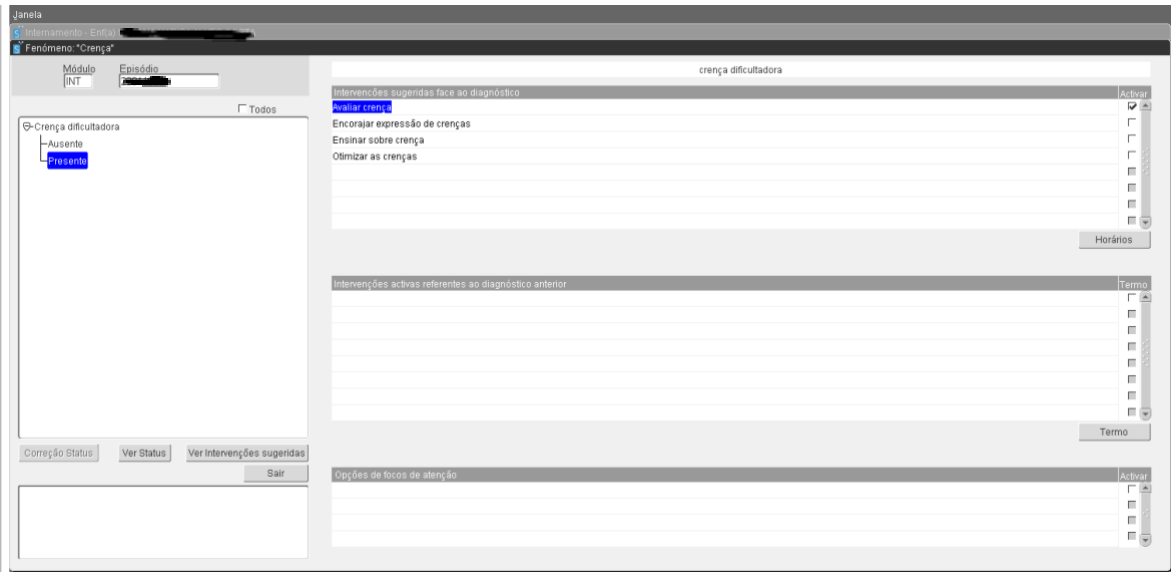 Janela
Internamento - Enf(a)
Fenómeno: "Crença"
Módulo Episódio
INT
Todos
Crença dificultadora
Ausente
Presente
Correção Status Ver Status Ver Intervenções sugeridas
Sair
crença dificultadora
Intervencões sugeridas face ao diagnóstico Activar
Avaliar crença
Encorajar expressão de crenças
Ensinar sobre crença
Otimizar as crenças
Horários
Intervenções activas referentes ao diagnóstico anterior Termo
Termo
Opções de focos de atenção Activar